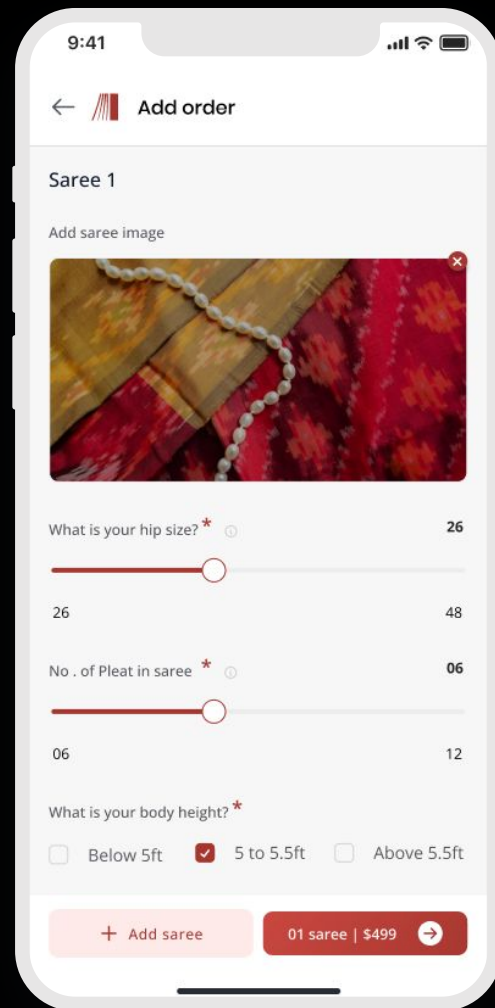 9:41
Add order
Saree 1
Add saree image
What is your hip size? * 26
26 48
No . of Pleat in saree * 06
06 12
What is your body height? *
Below 5ft 5 to 5.5ft Above 5.5ft
+ Add saree 01 saree | $499